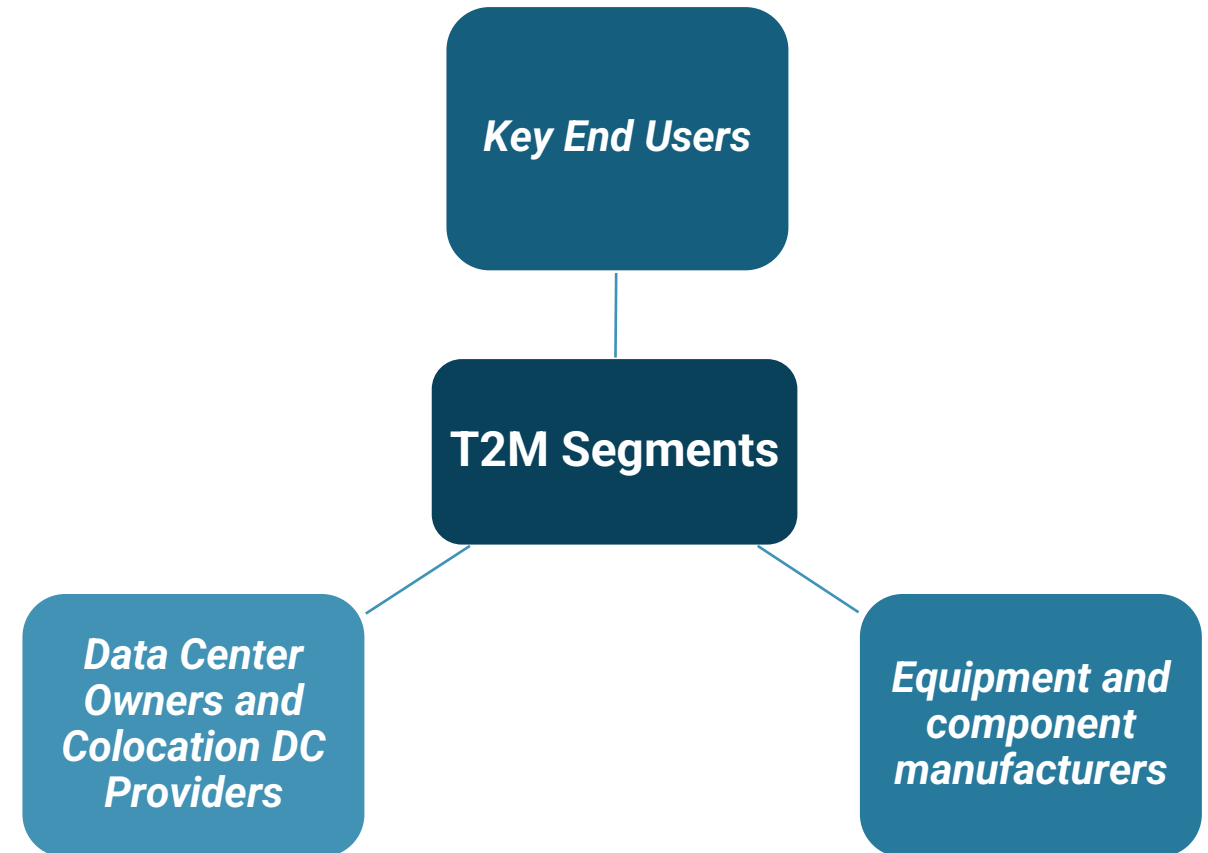 Key End Users
T2M Segments
Data Center
Owners and
Colocation DC
Providers
Equipment and
component
manufacturers